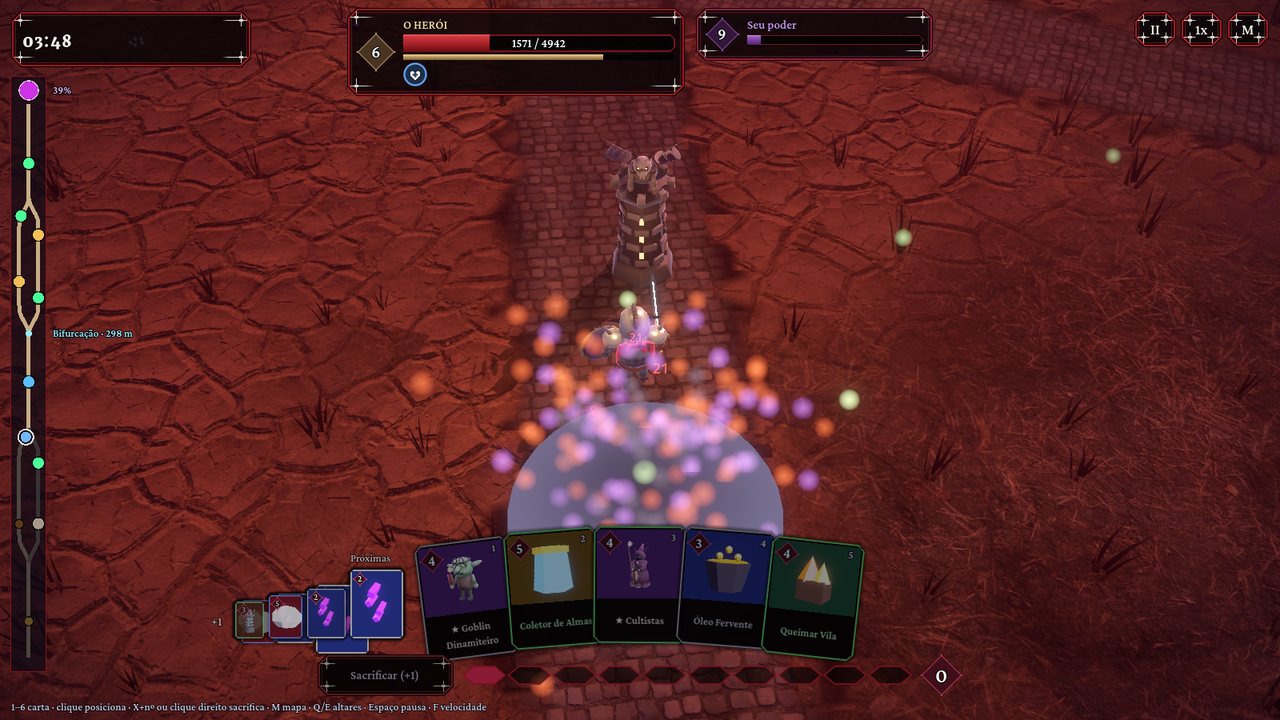 03:48
O HERÓI
6
1571 / 4942
9
Seu poder
II
1x
M
39%
Bifurcação · 298 m
21
21
Próximas
+1
3
5
2
2
4
1
★ Goblin
Dinamiteiro
5
2
Coletor de Almas
4
3
★ Cultistas
3
4
Óleo Fervente
4
5
Queimar Vila
Sacrificar (+1)
0
1–6 carta · clique posiciona · X+nº ou clique direito sacrifica · M mapa · Q/E altares · Espaço pausa · F velocidade